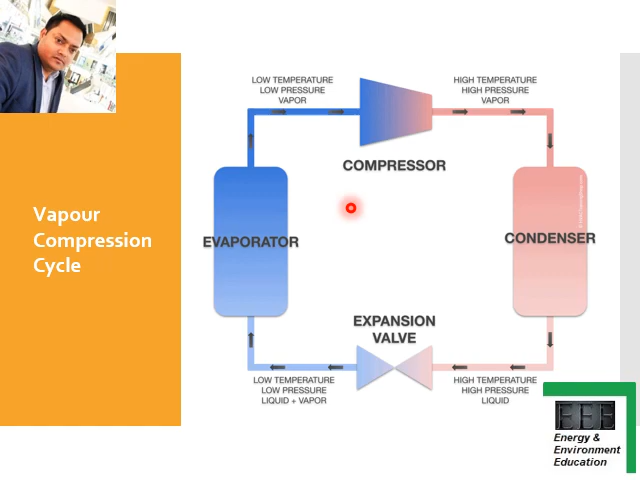 Vapour
Compression
Cycle
LOW TEMPERATURE
LOW PRESSURE
VAPOR
HIGH TEMPERATURE
HIGH PRESSURE
VAPOR
COMPRESSOR
EVAPORATOR
CONDENSER
EXPANSION
VALVE
LOW TEMPERATURE
LOW PRESSURE
LIQUID + VAPOR
HIGH TEMPERATURE
HIGH PRESSURE
LIQUID
EEE
Energy &
Environment
Education